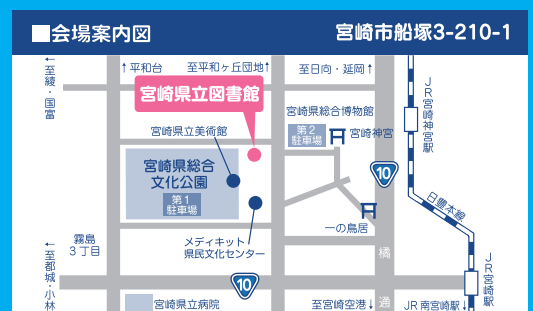 ■会場案内図
宮崎市船塚3-210-1
←至綾・国富
↑平和台
至平和ヶ丘団地↑
至日向・延岡↑
JR宮崎神宮駅
宮崎県立図書館
宮崎県総合博物館
第2
駐車場
宮崎神宮
宮崎県立美術館
宮崎県総合
文化公園
第1
駐車場
10
日豊本線
一の鳥居
霧島
3丁目
メディキット
県民文化センター
←至都城・小林
10
橘通
JR宮崎駅
宮崎県立病院
至宮崎空港↓
JR南宮崎駅↓